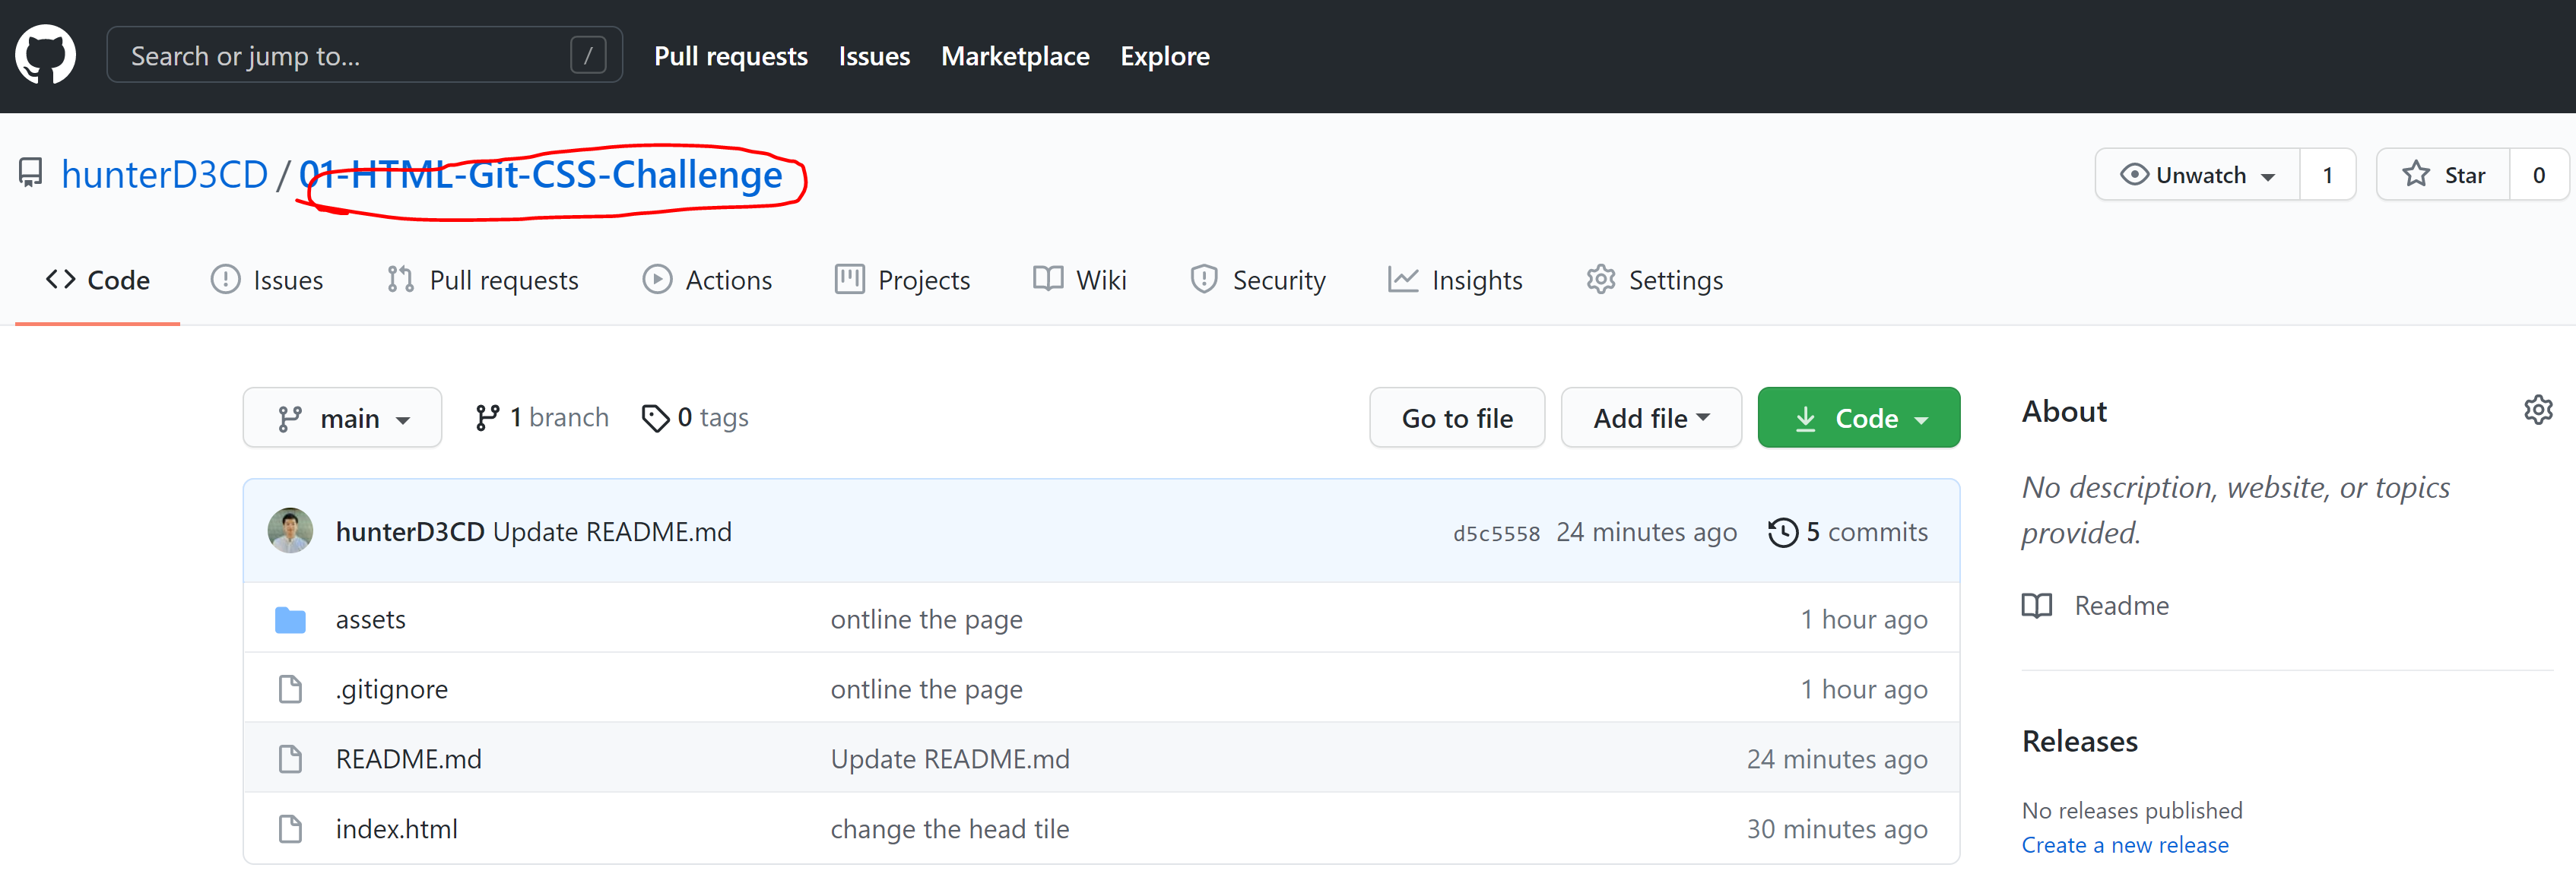 Search or jump to... / Pull requests Issues Marketplace Explore
hunterD3CD / 01-HTML-Git-CSS-Challenge Unwatch 1 Star 0
Code Issues Pull requests Actions Projects Wiki Security Insights Settings
main 1 branch 0 tags Go to file Add file Code
hunterD3CD Update README.md d5c5558 24 minutes ago 5 commits
assets ontline the page 1 hour ago
.gitignore ontline the page 1 hour ago
README.md Update README.md 24 minutes ago
index.html change the head tile 30 minutes ago
About
No description, website, or topics
provided.
Readme
Releases
No releases published
Create a new release